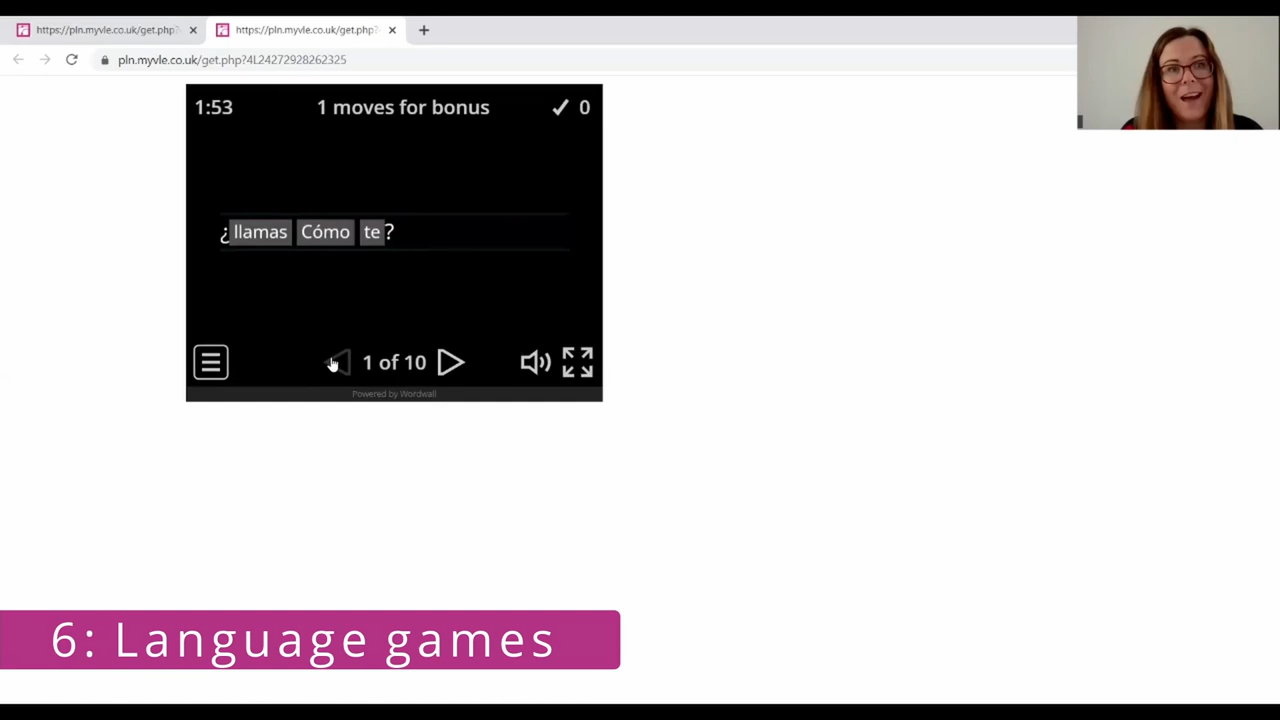 https://pln.myvle.co.uk/get.php?
https://pln.myvle.co.uk/get.php?
pln.myvle.co.uk/get.php?4L24272928262325
1:53 1 moves for bonus ✓ 0
¿llamas Cómo te?
1 of 10
Powered by Wordwall
6: Language games